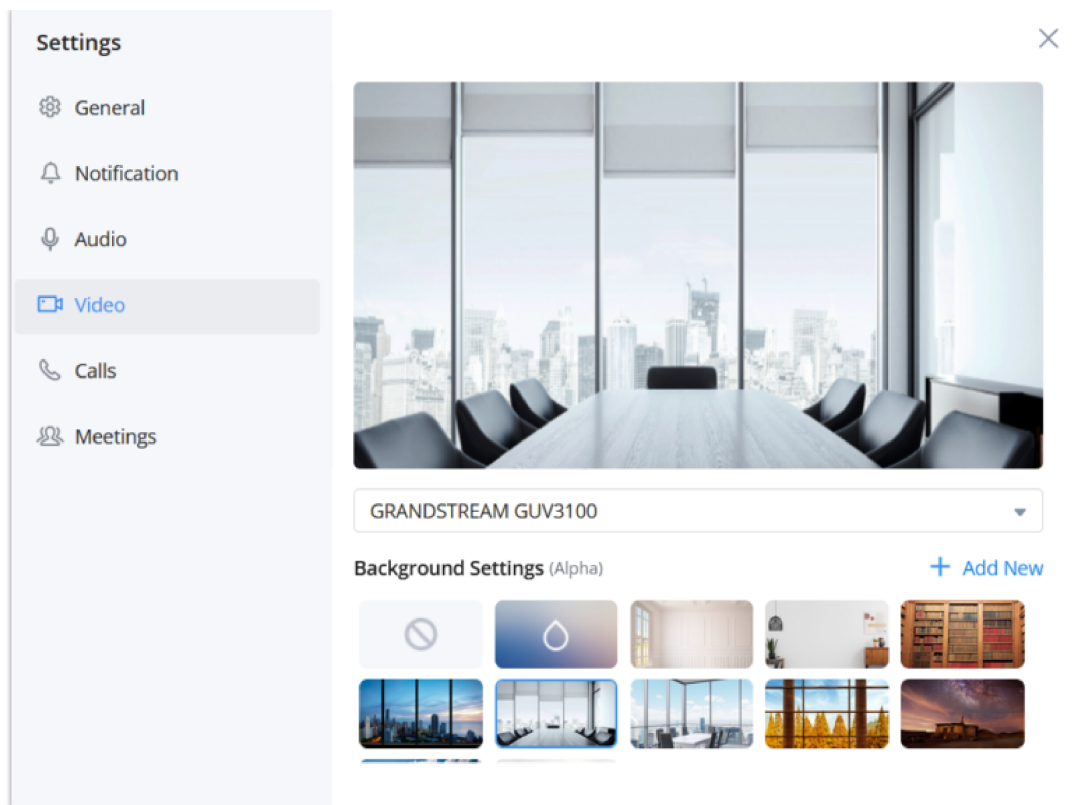 Settings
General
Notification
Audio
Video
Calls
Meetings
GRANDSTREAM GUV3100
Background Settings (Alpha)
+ Add New